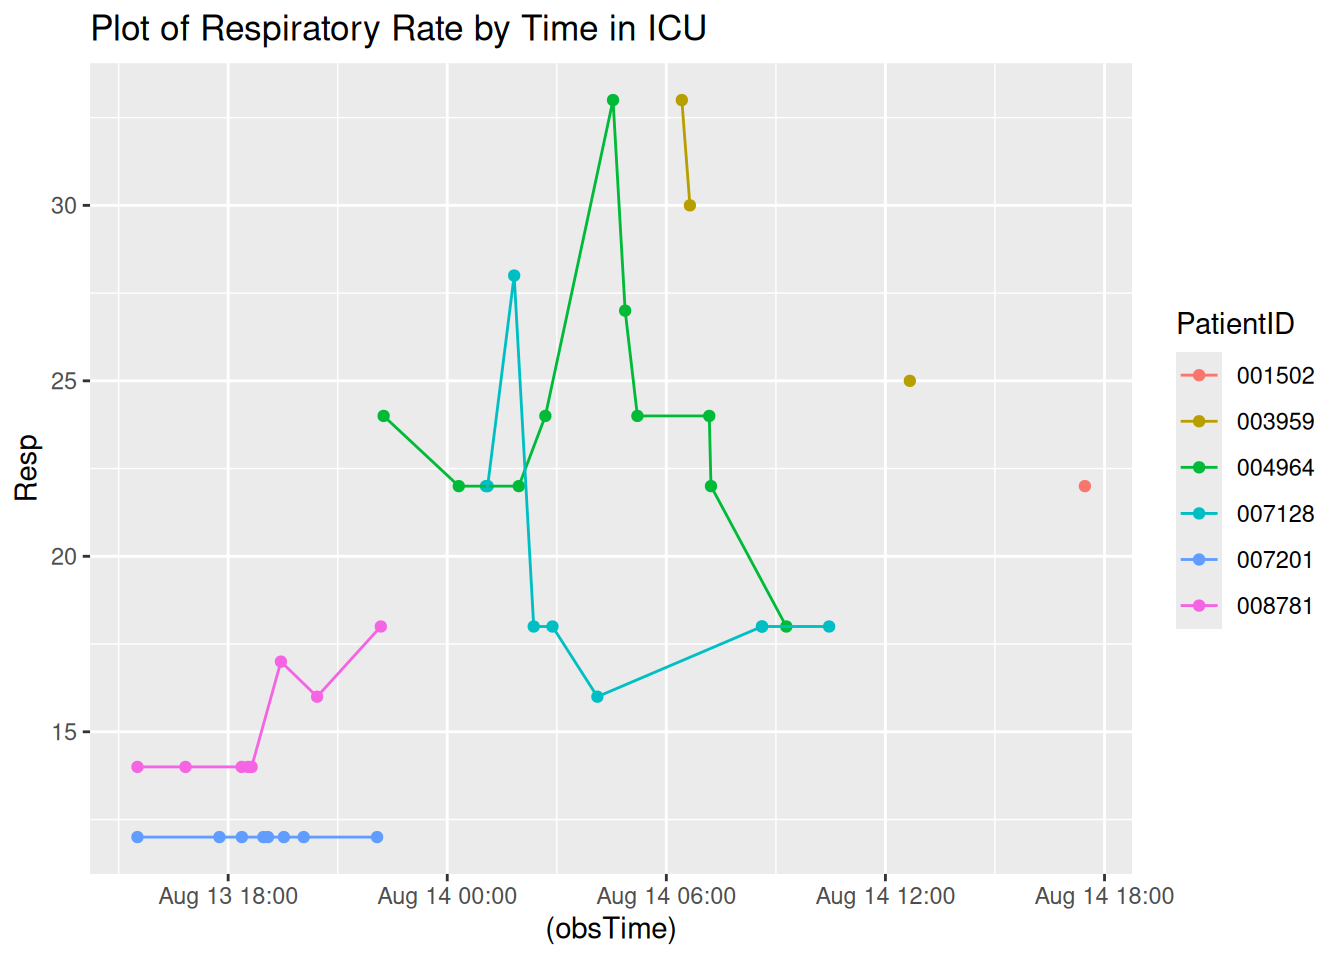 Plot of Respiratory Rate by Time in ICU
Resp
30
25
20
15
Aug 13 18:00
Aug 14 00:00
Aug 14 06:00
Aug 14 12:00
Aug 14 18:00
(obsTime)
PatientID
001502
003959
004964
007128
007201
008781